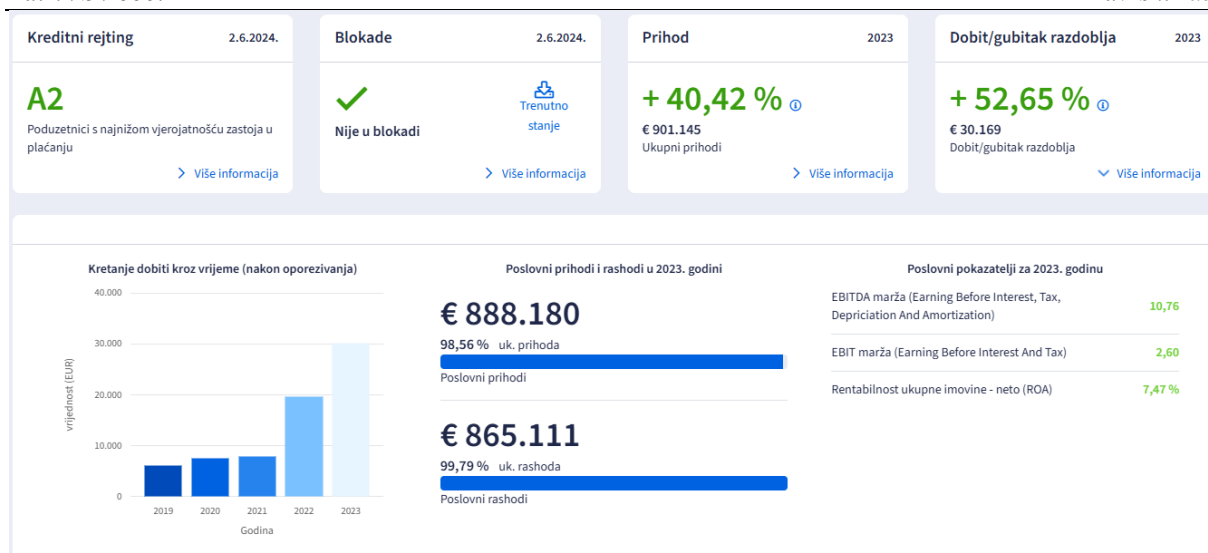 Kreditni rejting 2.6.2024.
A2
Poduzetnici s najnižom vjerojatnošću zastoja u
plaćanju
Više informacija
Blokade 2.6.2024.
Nije u blokadi
Trenutno
stanje
Više informacija
Prihod 2023
+ 40,42 %
€ 901.145
Ukupni prihodi
Više informacija
Dobit/gubitak razdoblja 2023
+ 52,65 %
€ 30.169
Dobit/gubitak razdoblja
Više informacija
Kretanje dobiti kroz vrijeme (nakon oporezivanja)
40.000
30.000
20.000
10.000
0
vrijednost (EUR)
2019 2020 2021 2022 2023
Godina
Poslovni prihodi i rashodi u 2023. godini
€ 888.180
98,56 % uk. prihoda
Poslovni prihodi
€ 865.111
99,79 % uk. rashoda
Poslovni rashodi
Poslovni pokazatelji za 2023. godinu
EBITDA marža (Earning Before Interest, Tax,
Depriciation And Amortization) 10,76
EBIT marža (Earning Before Interest And Tax) 2,60
Rentabilnost ukupne imovine - neto (ROA) 7,47 %